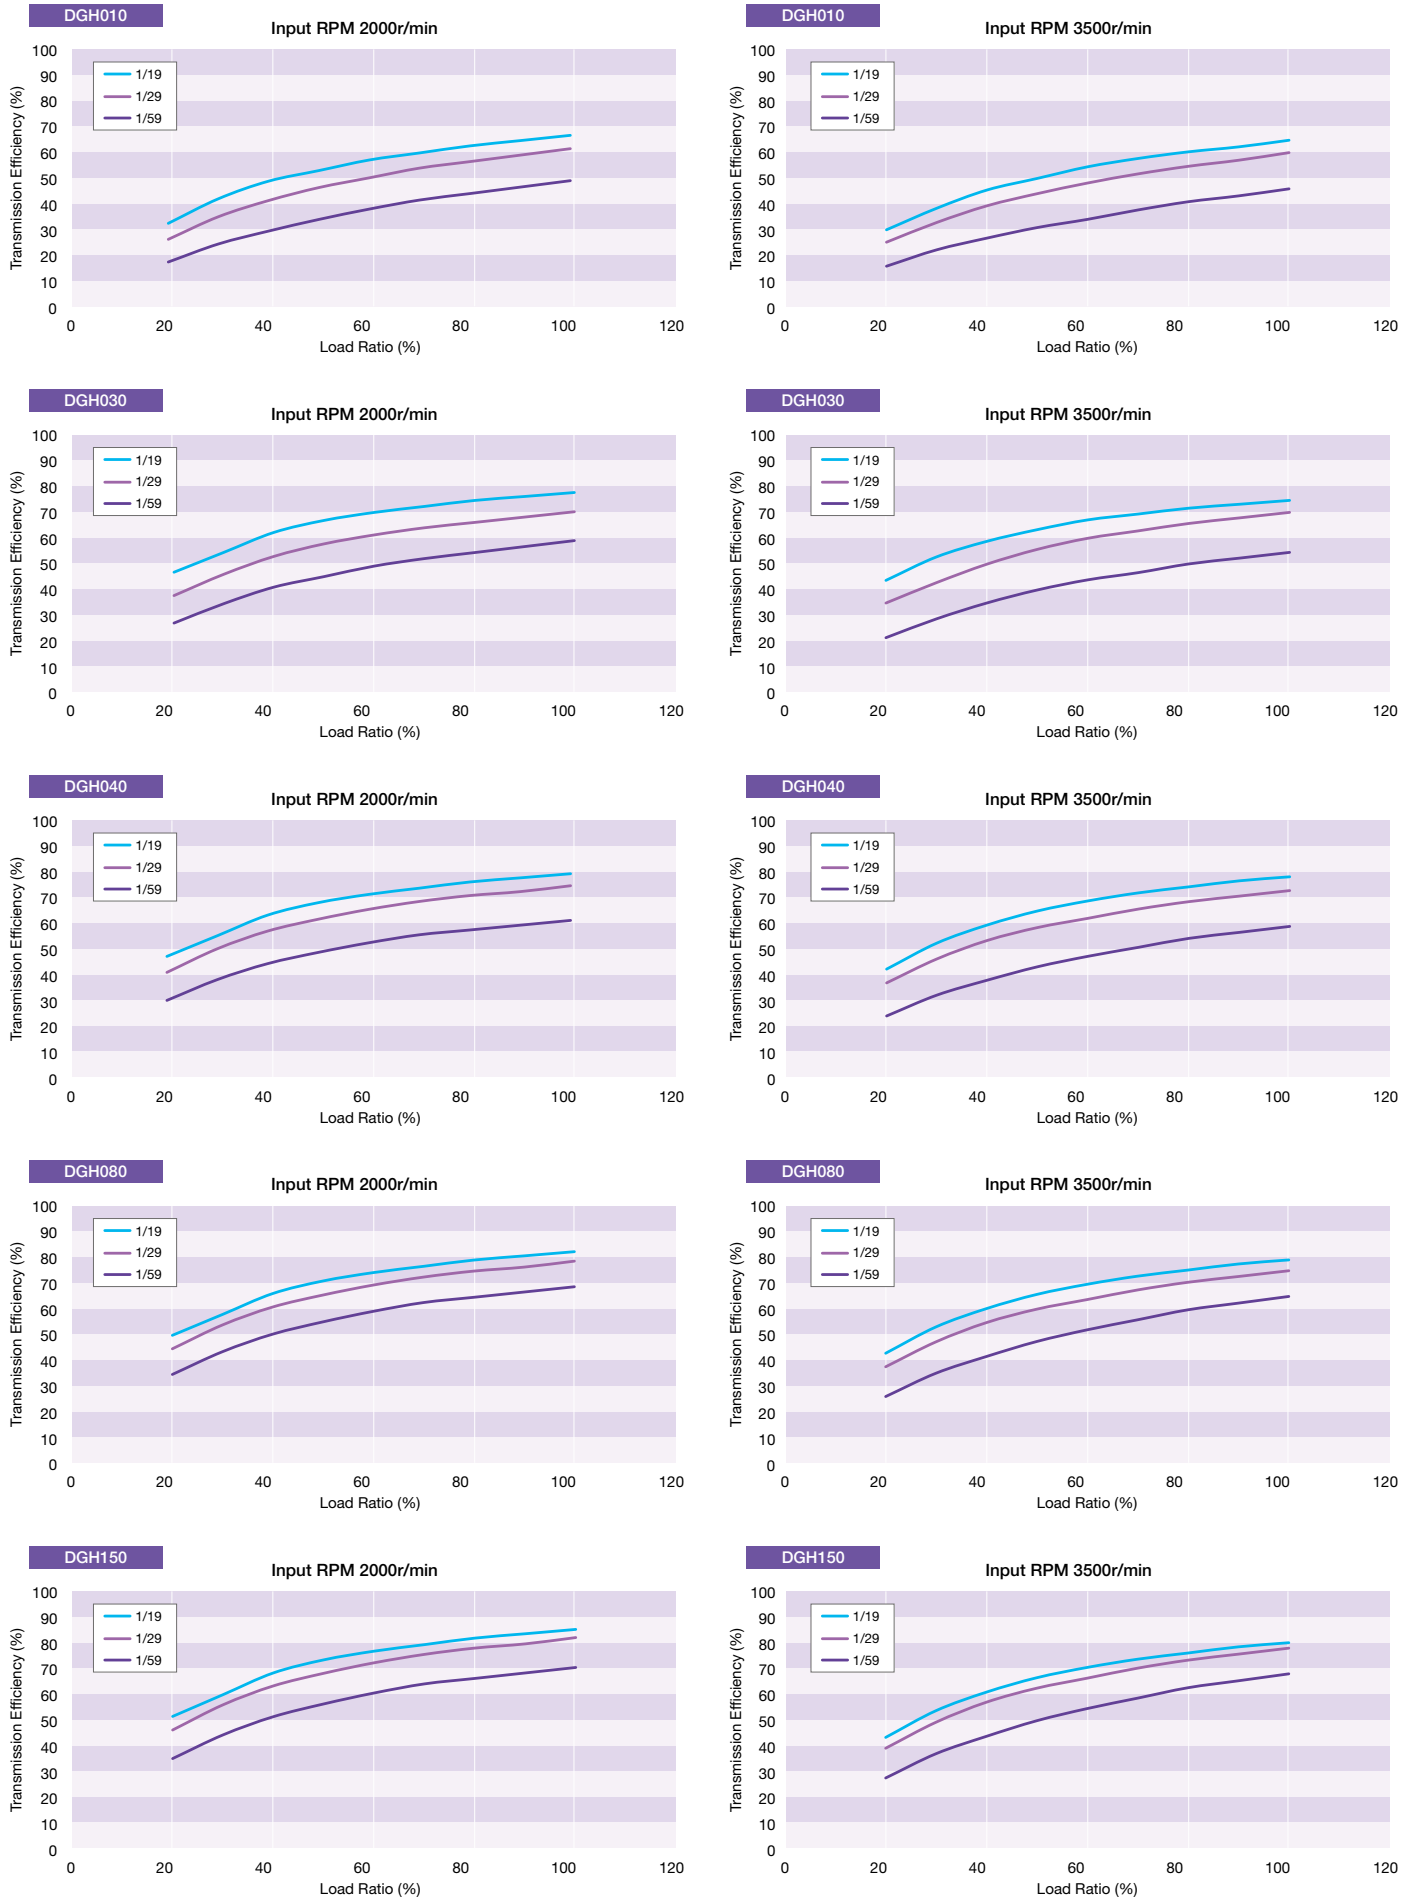 DGH010
Input RPM 2000r/min
Transmission Efficiency (%)
100
90
80
70
60
50
40
30
20
10
0
1/19
1/29
1/59
0 20 40 60 80 100 120
Load Ratio (%)
DGH010
Input RPM 3500r/min
Transmission Efficiency (%)
100
90
80
70
60
50
40
30
20
10
0
1/19
1/29
1/59
0 20 40 60 80 100 120
Load Ratio (%)
DGH030
Input RPM 2000r/min
Transmission Efficiency (%)
100
90
80
70
60
50
40
30
20
10
0
1/19
1/29
1/59
0 20 40 60 80 100 120
Load Ratio (%)
DGH030
Input RPM 3500r/min
Transmission Efficiency (%)
100
90
80
70
60
50
40
30
20
10
0
1/19
1/29
1/59
0 20 40 60 80 100 120
Load Ratio (%)
DGH040
Input RPM 2000r/min
Transmission Efficiency (%)
100
90
80
70
60
50
40
30
20
10
0
1/19
1/29
1/59
0 20 40 60 80 100 120
Load Ratio (%)
DGH040
Input RPM 3500r/min
Transmission Efficiency (%)
100
90
80
70
60
50
40
30
20
10
0
1/19
1/29
1/59
0 20 40 60 80 100 120
Load Ratio (%)
DGH080
Input RPM 2000r/min
Transmission Efficiency (%)
100
90
80
70
60
50
40
30
20
10
0
1/19
1/29
1/59
0 20 40 60 80 100 120
Load Ratio (%)
DGH080
Input RPM 3500r/min
Transmission Efficiency (%)
100
90
80
70
60
50
40
30
20
10
0
1/19
1/29
1/59
0 20 40 60 80 100 120
Load Ratio (%)
DGH150
Input RPM 2000r/min
Transmission Efficiency (%)
100
90
80
70
60
50
40
30
20
10
0
1/19
1/29
1/59
0 20 40 60 80 100 120
Load Ratio (%)
DGH150
Input RPM 3500r/min
Transmission Efficiency (%)
100
90
80
70
60
50
40
30
20
10
0
1/19
1/29
1/59
0 20 40 60 80 100 120
Load Ratio (%)